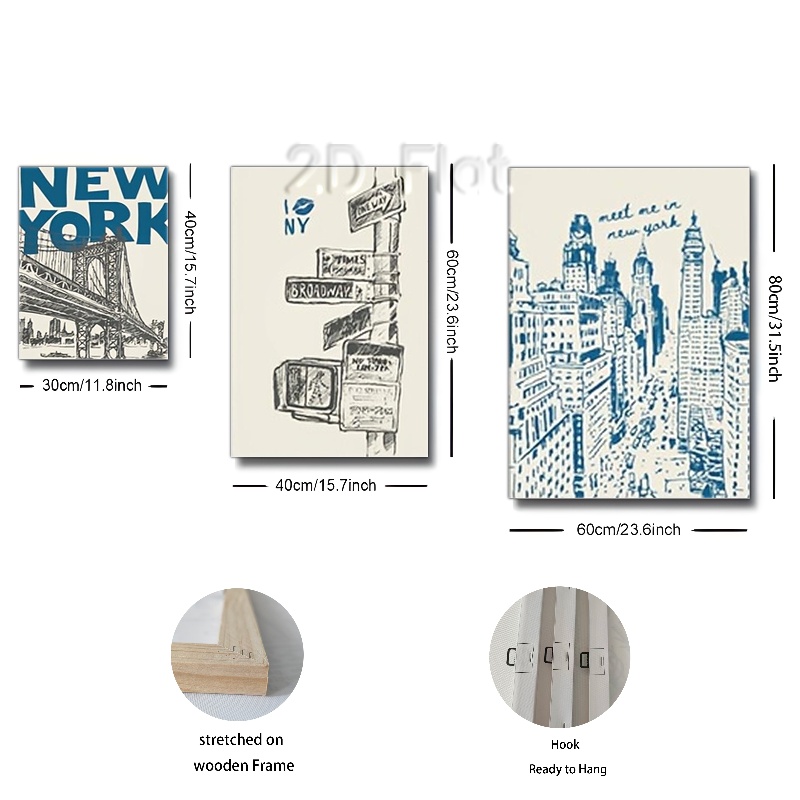 2D Flat
NEW
YORK
40cm/15.7inch
30cm/11.8inch
I
NY
ONE WAY
TIMES
BROADWAY
60cm/23.6inch
40cm/15.7inch
meet me in
new york
80cm/31.5inch
60cm/23.6inch
stretched on
wooden Frame
Hook
Ready to Hang